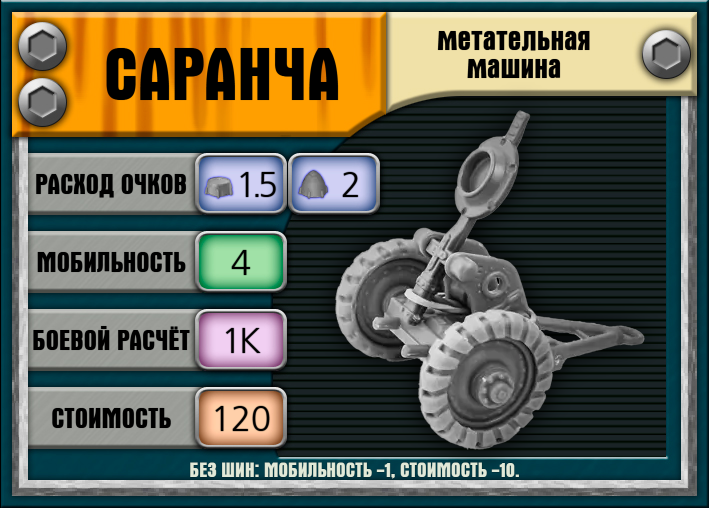 САРАНЧА
МЕТАТЕЛЬНАЯ
МАШИНА
РАСХОД ОЧКОВ 1.5 2
МОБИЛЬНОСТЬ 4
БОЕВОЙ РАСЧЁТ 1К
СТОИМОСТЬ 120
БЕЗ ШИН: МОБИЛЬНОСТЬ –1, СТОИМОСТЬ –10.